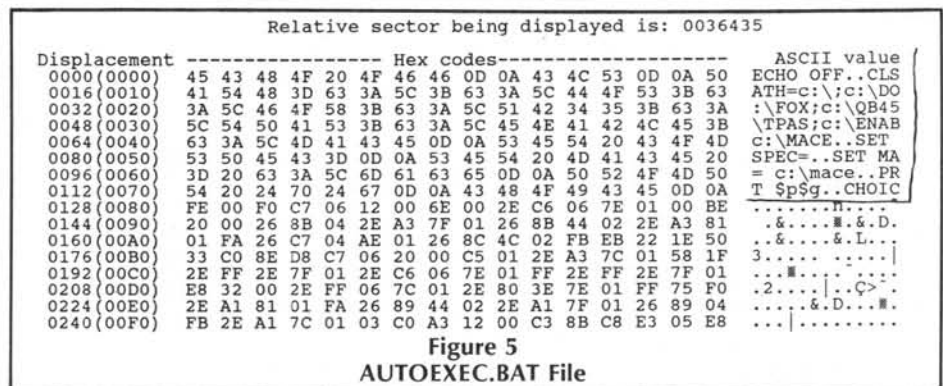 Relative sector being displayed is: 0036435
Displacement ------------------ Hex codes-------------------- ASCII value
0000(0000) 45 43 48 4F 20 4F 46 46 0D 0A 43 4C 53 0D 0A 50 ECHO OFF..CLS
0016(0010) 41 54 48 3D 63 3A 5C 3B 63 3A 5C 44 4F 53 3B 63 ATH=c:\;c:\DO
0032(0020) 3A 5C 46 4F 58 3B 63 3A 5C 51 42 34 35 3B 63 3A :\FOX;c:\QB45
0048(0030) 5C 54 50 41 53 3B 63 3A 5C 45 4E 41 42 4C 45 3B \TPAS;c:\ENAB
0064(0040) 63 3A 5C 4D 41 43 45 0D 0A 53 45 54 20 43 4F 4D c:\MACE..SET
0080(0050) 53 50 45 43 3D 0D 0A 53 45 54 20 4D 41 43 45 20 SPEC=..SET MA
0096(0060) 3D 20 63 3A 5C 6D 61 63 65 0D 0A 50 52 4F 4D 50 = c:\mace..PR
0112(0070) 54 20 24 70 24 67 0D 0A 43 48 4F 49 43 45 0D 0A T $p$g..CHOIC
0128(0080) FE 00 F0 C7 06 12 00 6E 00 2E C6 06 7E 01 00 BE .......n....
0144(0090) 20 00 26 8B 04 2E A3 7F 01 26 8B 44 02 2E A3 81 .&.... .&.D.
0160(00A0) 01 FA 26 C7 04 AE 01 26 8C 4C 02 FB EB 22 1E 50 ..&....&.L...
0176(00B0) 33 C0 8E D8 C7 06 20 00 C5 01 2E A3 7C 01 58 1F 3..... .....|
0192(00C0) 2E FF 2E 7F 01 2E C6 06 7E 01 FF 2E FF 2E 7F 01
0208(00D0) E8 32 00 2E FF 06 7C 01 2E 80 3E 7E 01 FF 75 F0 .2....|..Ç>~.
0224(00E0) 2E A1 81 01 FA 26 89 44 02 2E A1 7F 01 26 89 04 .....&.D... .
0240(00F0) FB 2E A1 7C 01 03 C0 A3 12 00 C3 8B C8 E3 05 E8 ...|.........
Figure 5
AUTOEXEC.BAT File